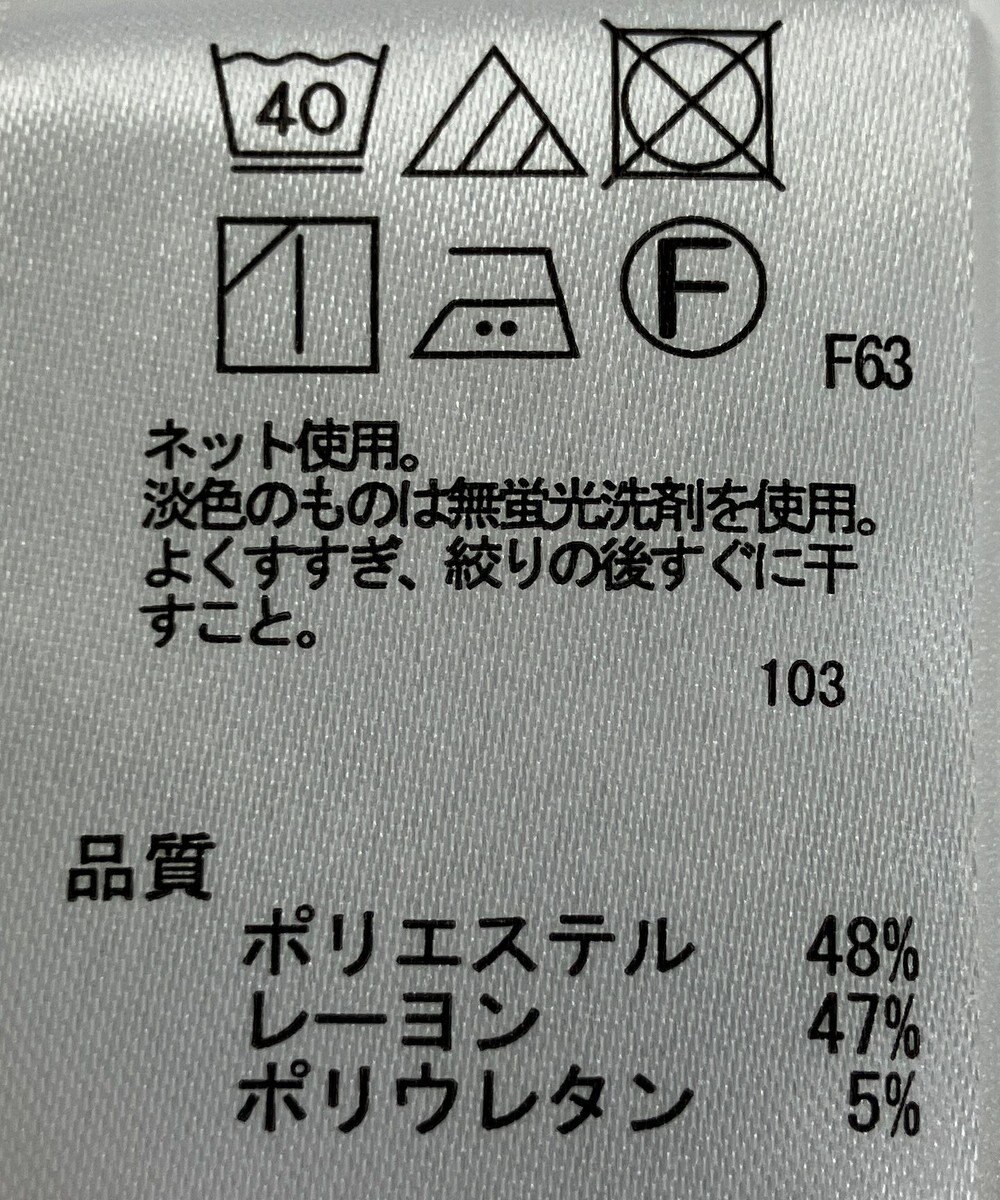 40
F
F63
ネット使用。
淡色のものは無蛍光洗剤を使用。
よくすすぎ、絞りの後すぐに干
すこと。
103
品質
ポリエステル 48%
レーヨン 47%
ポリウレタン 5%